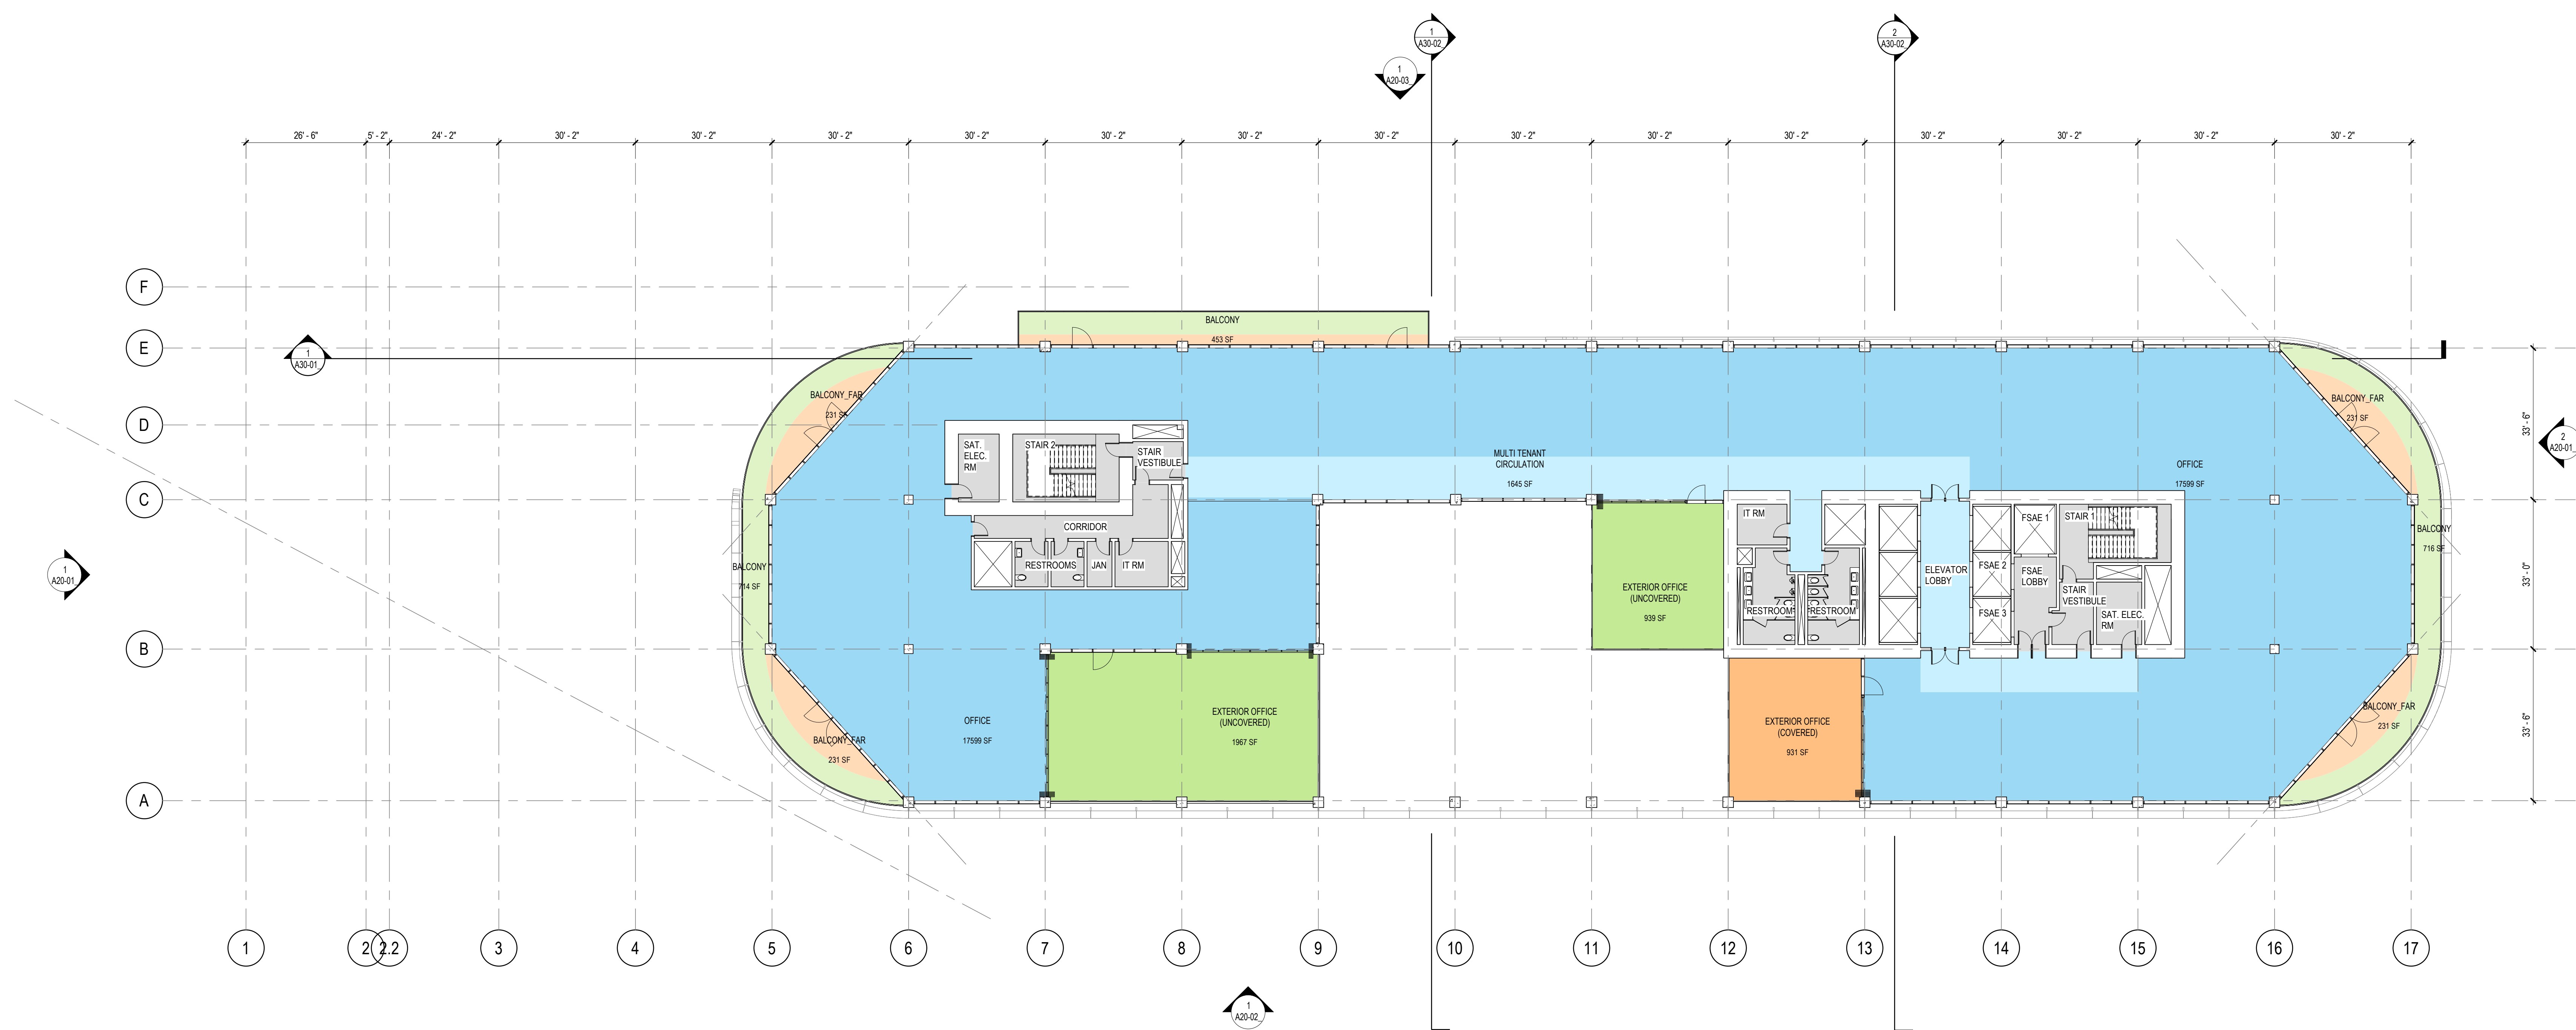 1
A30-02_
2
A30-02_
1
A20-03_
26' - 6"
5' - 2"
24' - 2"
30' - 2"
30' - 2"
30' - 2"
30' - 2"
30' - 2"
30' - 2"
30' - 2"
30' - 2"
30' - 2"
30' - 2"
30' - 2"
30' - 2"
30' - 2"
30' - 2"
F
E
D
C
B
A
1
A30-01_
BALCONY
453 SF
BALCONY_FAR
231 SF
BALCONY_FAR
231 SF
33' - 6"
2
A20-01_
SAT.
ELEC.
RM
STAIR 2
STAIR
VESTIBULE
MULTI TENANT
CIRCULATION
1645 SF
OFFICE
17599 SF
CORRIDOR
RESTROOMS
JAN
IT RM
IT RM
FSAE 1
STAIR 1
BALCONY
716 SF
1
A20-01_
BALCONY
714 SF
EXTERIOR OFFICE
(UNCOVERED)
939 SF
RESTROOM
RESTROOM
ELEVATOR
LOBBY
FSAE 2
FSAE 3
FSAE
LOBBY
STAIR
VESTIBULE
SAT. ELEC.
RM
33' - 0"
BALCONY_FAR
231 SF
OFFICE
17599 SF
EXTERIOR OFFICE
(UNCOVERED)
1967 SF
EXTERIOR OFFICE
(COVERED)
931 SF
BALCONY_FAR
231 SF
33' - 6"
1
2
2.2
3
4
5
6
7
8
9
10
11
12
13
14
15
16
17
1
A20-02_